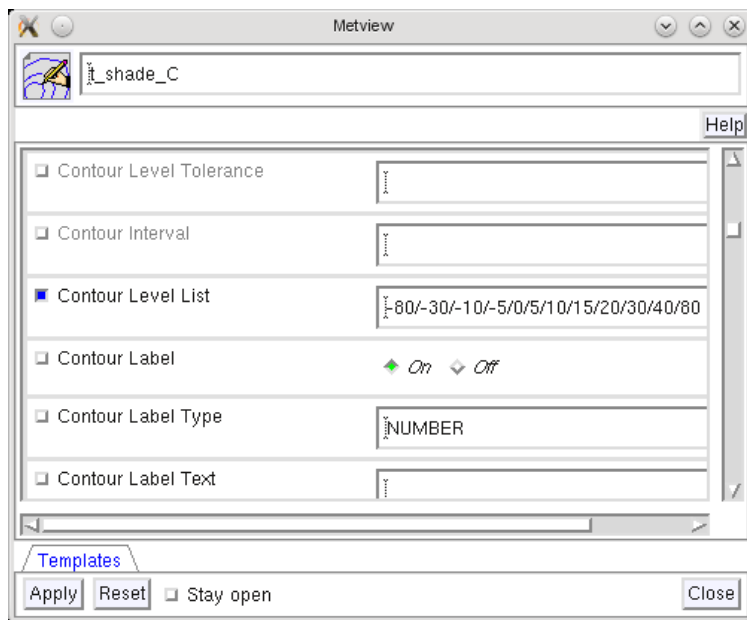 Metview
t_shade_C
Help
Contour Level Tolerance
Contour Interval
Contour Level List -80/-30/-10/-5/0/5/10/15/20/30/40/80
Contour Label On Off
Contour Label Type NUMBER
Contour Label Text
Templates
Apply Reset Stay open Close